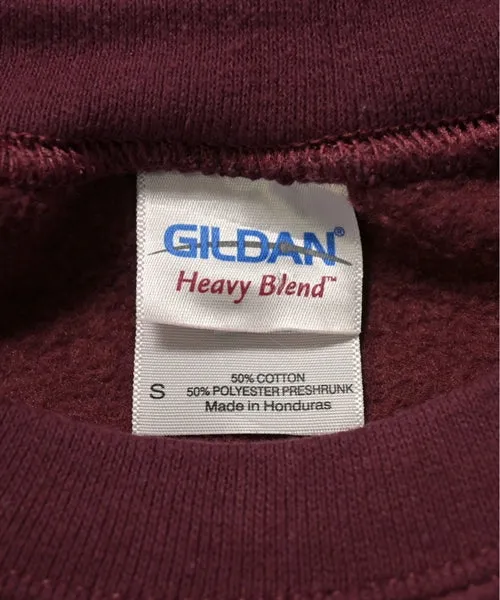 GILDAN®
Heavy Blend™
50% COTTON
S 50% POLYESTER PRESHRUNK
Made in Honduras